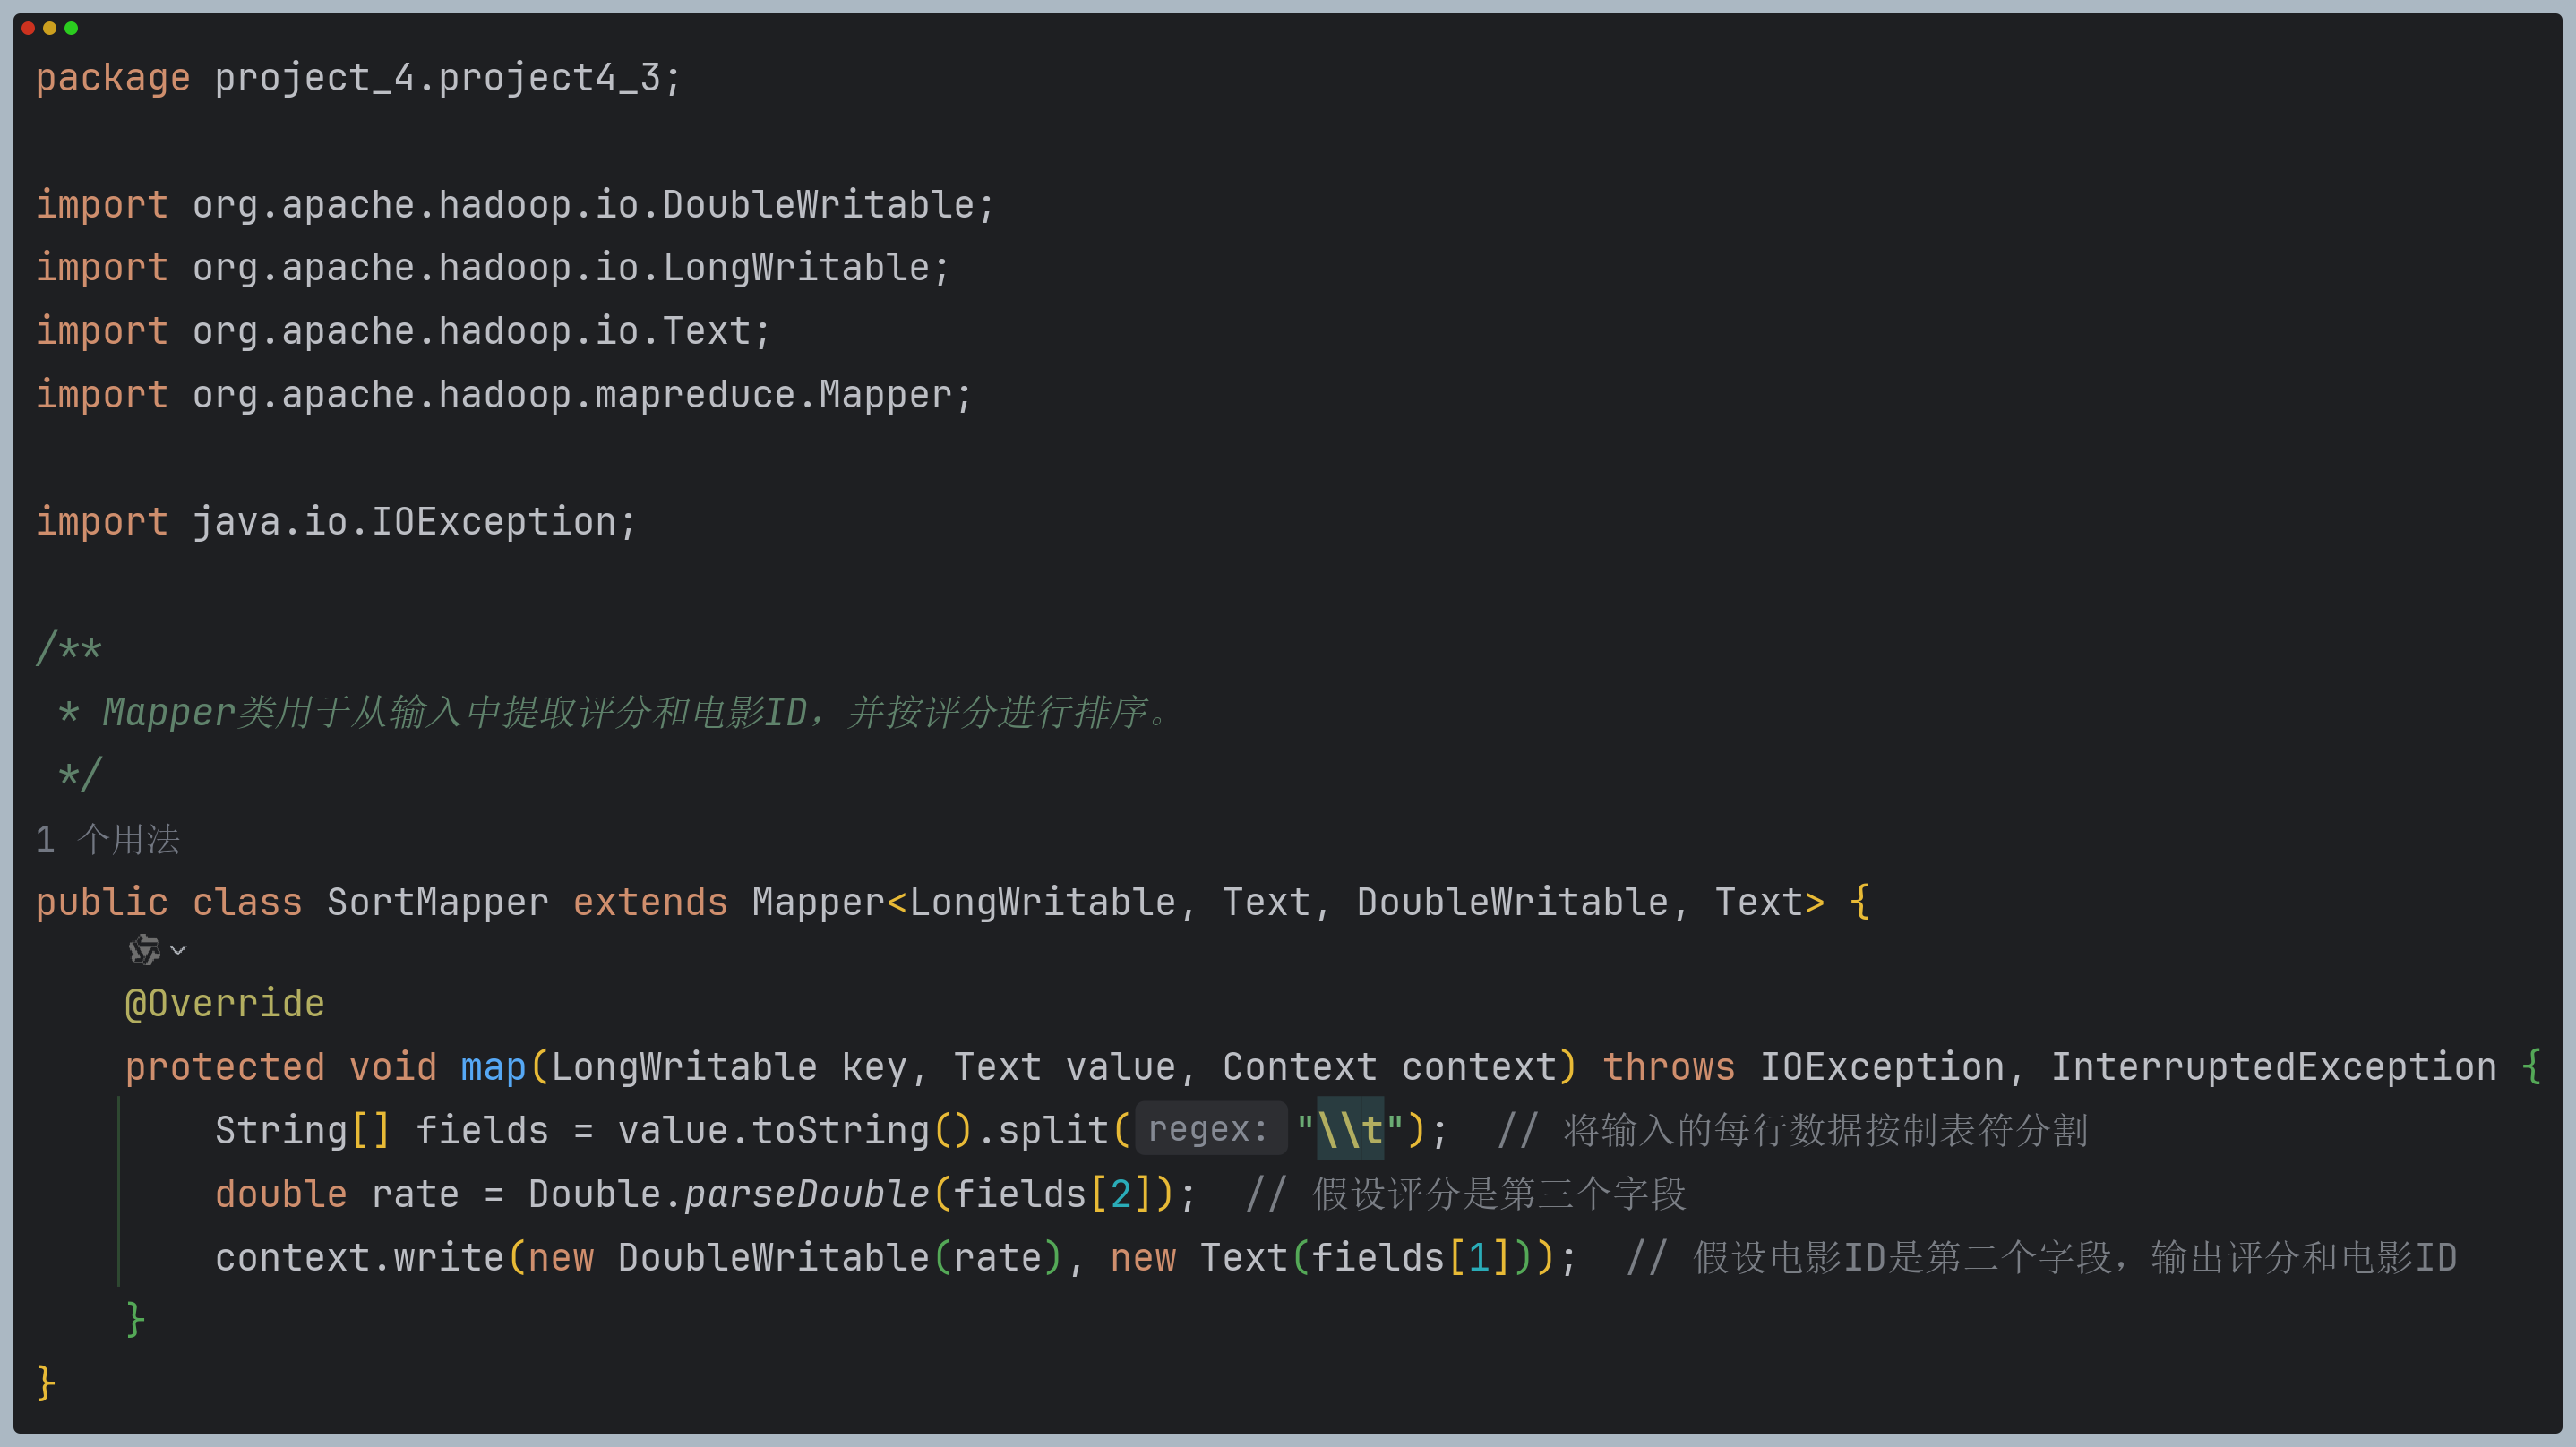 package project_4.project4_3;
import org.apache.hadoop.io.DoubleWritable;
import org.apache.hadoop.io.LongWritable;
import org.apache.hadoop.io.Text;
import org.apache.hadoop.mapreduce.Mapper;
import java.io.IOException;
/**
 * Mapper类用于从输入中提取评分和电影ID，并按评分进行排序。
 */
1 个用法
public class SortMapper extends Mapper<LongWritable, Text, DoubleWritable, Text> {
    @Override
    protected void map(LongWritable key, Text value, Context context) throws IOException, InterruptedException {
        String[] fields = value.toString().split( regex: "\\t");  // 将输入的每行数据按制表符分割
        double rate = Double.parseDouble(fields[2]);  // 假设评分是第三个字段
        context.write(new DoubleWritable(rate), new Text(fields[1]));  // 假设电影ID是第二个字段，输出评分和电影ID
    }
}